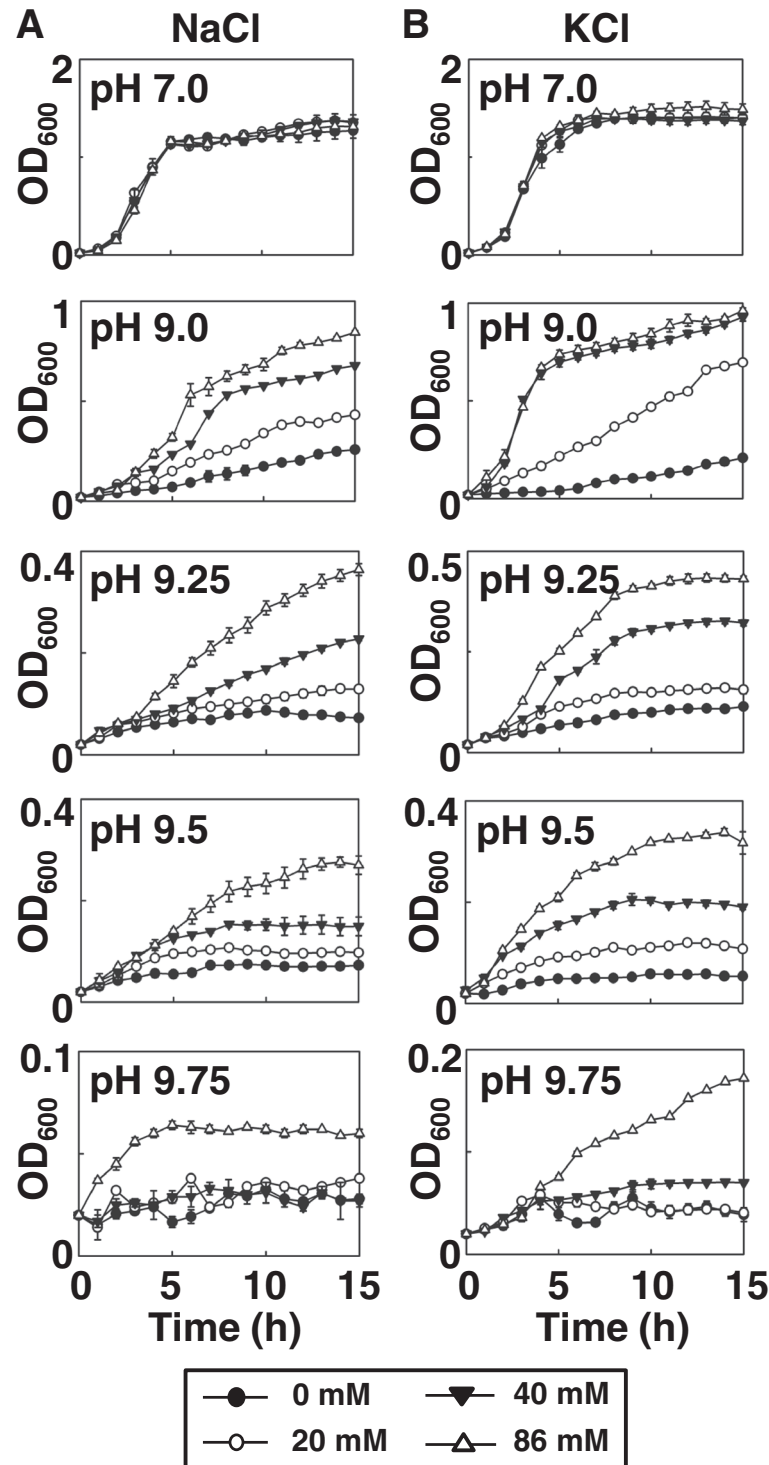 A NaCl
B KCl
2
pH 7.0
OD600
0
2
pH 7.0
OD600
0
1
pH 9.0
OD600
0
1
pH 9.0
OD600
0
0.4
pH 9.25
OD600
0
0.5
pH 9.25
OD600
0
0.4
pH 9.5
OD600
0
0.4
pH 9.5
OD600
0
0.1
pH 9.75
OD600
0
0 5 10 15
Time (h)
0.2
pH 9.75
OD600
0
0 5 10 15
Time (h)
0 mM
40 mM
20 mM
86 mM